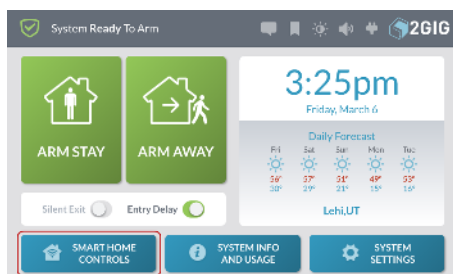 System Ready To Arm
2GIG
ARM STAY
ARM AWAY
Silent Exit
Entry Delay
3:25pm
Friday, March 6
Daily Forecast
Fri Sat Sun Mon Tue
56° 57° 51° 49° 53°
30° 29° 21° 15° 16°
Lehi,UT
SMART HOME
CONTROLS
SYSTEM INFO
AND USAGE
SYSTEM
SETTINGS